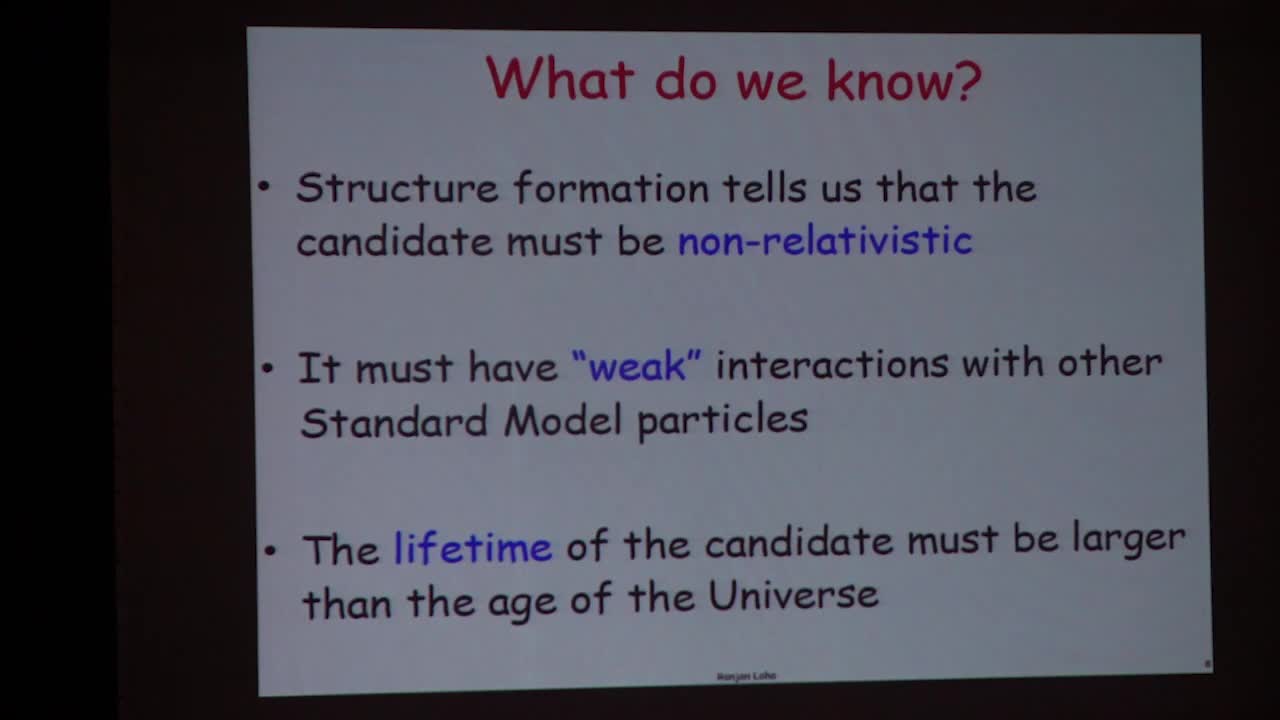 What do we know?
• Structure formation tells us that the
candidate must be non-relativistic
• It must have “weak” interactions with other
Standard Model particles
• The lifetime of the candidate must be larger
than the age of the Universe
Ranjan Laha
8